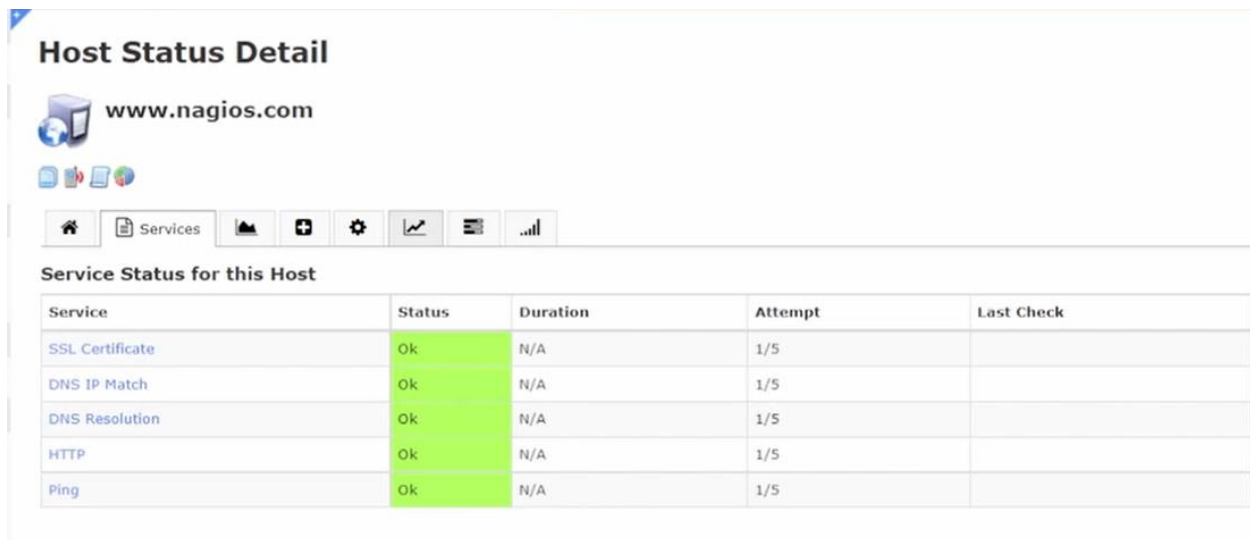 Host Status Detail
www.nagios.com
Services
Service Status for this Host
Service Status Duration Attempt Last Check
SSL Certificate Ok N/A 1/5
DNS IP Match Ok N/A 1/5
DNS Resolution Ok N/A 1/5
HTTP Ok N/A 1/5
Ping Ok N/A 1/5